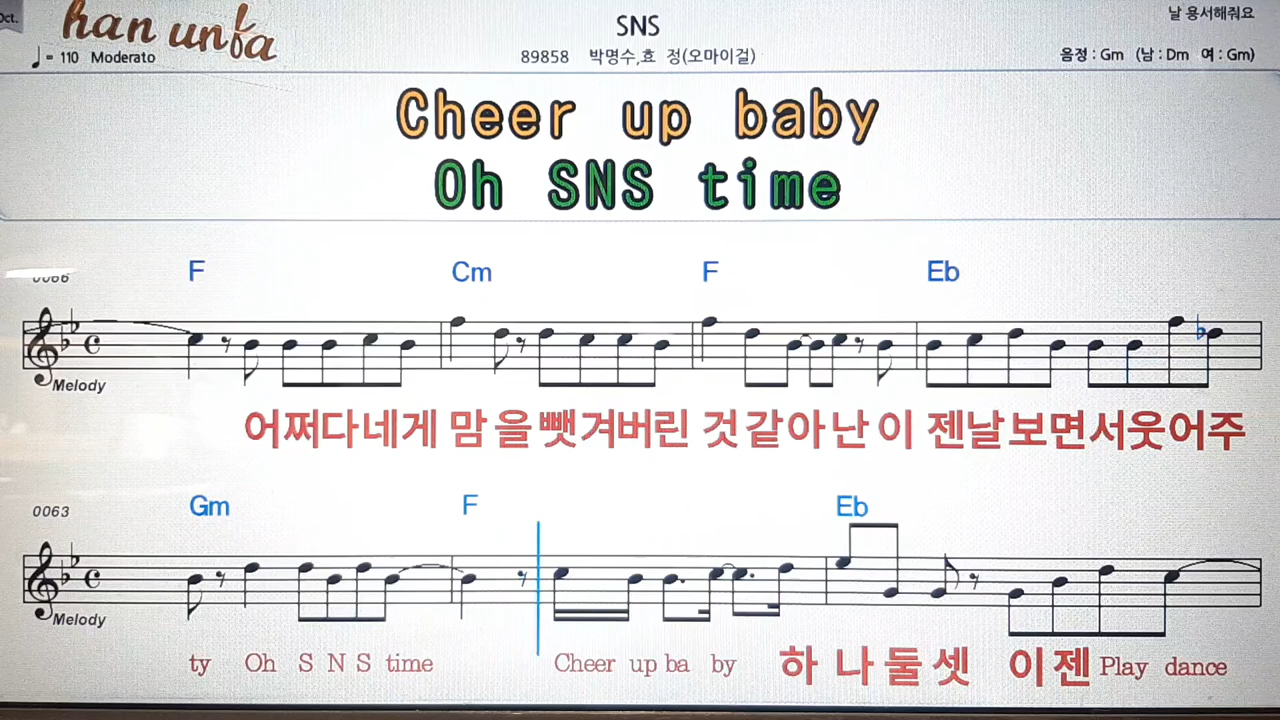 Oct.
han unfa
♩= 110 Moderato
SNS
89858 박명수,효 정(오마이걸)
날 용서해줘요
음정 : Gm (남 : Dm 여 : Gm)
Cheer up baby
Oh SNS time
0066
F Cm F Eb
Melody
어쩌다네게 맘 을 뺏겨버린 것 같아 난 이 젠날보면서웃어주
0063
Gm F Eb
Melody
ty Oh S N S time Cheer up ba by 하 나 둘 셋 이 젠 Play dance